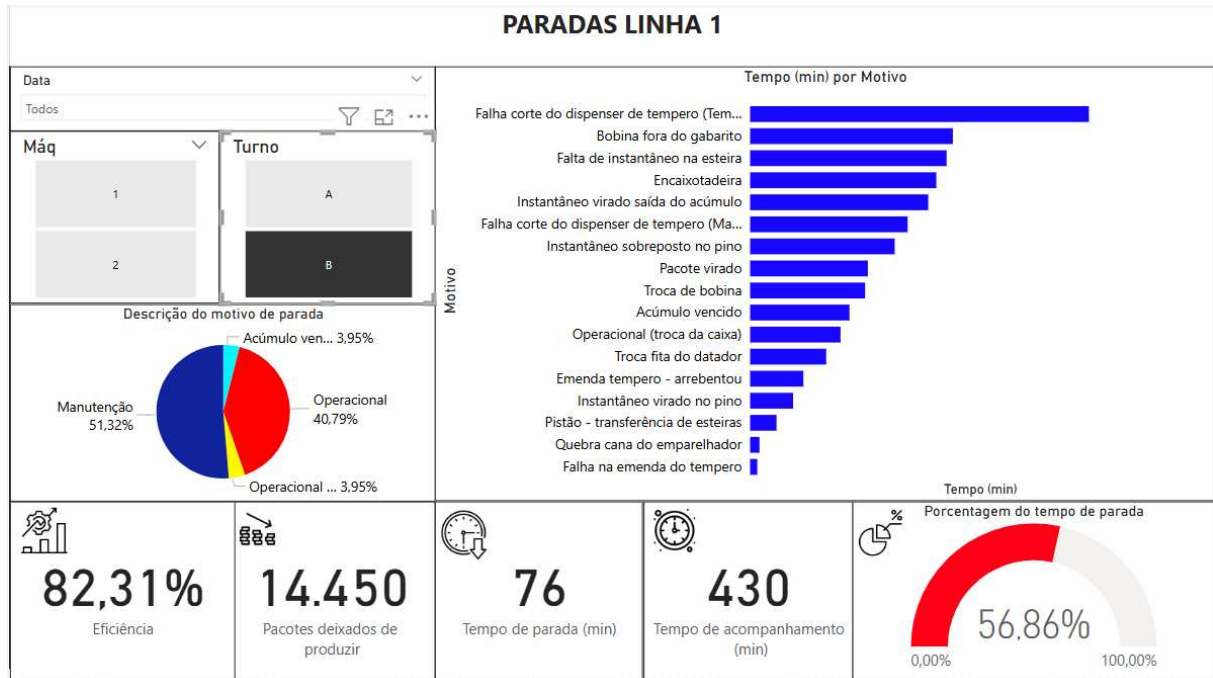 PARADAS LINHA 1
Data
Todos
Máq
1
2
Turno
A
B
Descrição do motivo de parada
Acúmulo ven... 3,95%
Operacional
40,79%
Manutenção
51,32%
Operacional ... 3,95%
Tempo (min) por Motivo
Motivo
Falha corte do dispenser de tempero (Tem...
Bobina fora do gabarito
Falta de instantâneo na esteira
Encaixotadeira
Instantâneo virado saída do acúmulo
Falha corte do dispenser de tempero (Ma...
Instantâneo sobreposto no pino
Pacote virado
Troca de bobina
Acúmulo vencido
Operacional (troca da caixa)
Troca fita do datador
Emenda tempero - arrebentou
Instantâneo virado no pino
Pistão - transferência de esteiras
Quebra cana do emparelhador
Falha na emenda do tempero
Tempo (min)
82,31%
Eficiência
14.450
Pacotes deixados de
produzir
76
Tempo de parada (min)
430
Tempo de acompanhamento
(min)
%
Porcentagem do tempo de parada
56,86%
0,00%
100,00%